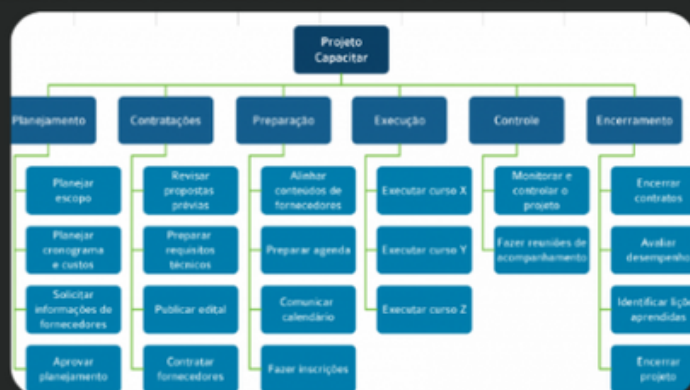 Projeto
Capacitar
Planejamento
Contratações
Preparação
Execução
Controle
Encerramento
Planejar
escopo
Planejar
cronograma
e custos
Solicitar
informações de
fornecedores
Aprovar
planejamento
Revisar
propostas
prévias
Preparar
requisitos
técnicos
Publicar edital
Contratar
fornecedores
Alinhar
conteúdos de
fornecedores
Preparar agenda
Comunicar
calendário
Fazer inscrições
Executar curso X
Executar curso Y
Executar curso Z
Monitorar e
controlar o
projeto
Fazer reuniões de
acompanhamento
Encerrar
contratos
Avaliar
desempenho
Identificar liçõe
aprendidas
Encerrar
projeto